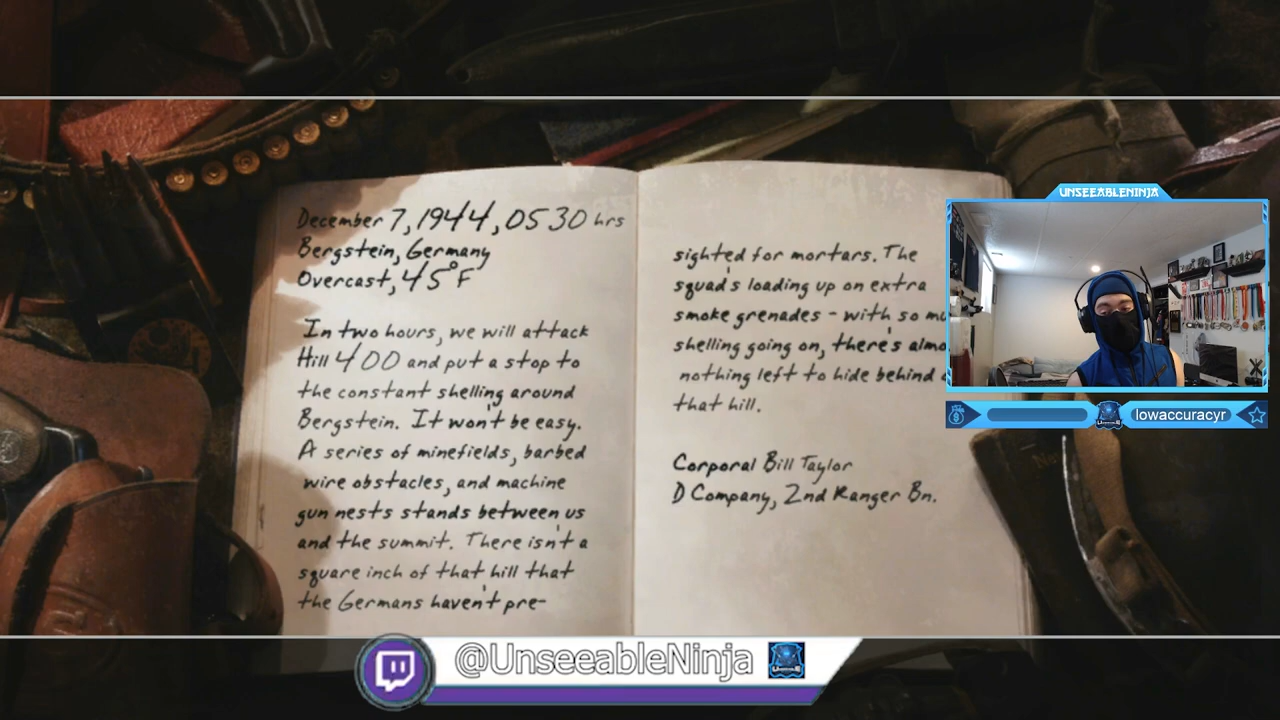 December 7, 1944, 0530 hrs
Bergstein, Germany
Overcast, 45°F
In two hours, we will attack
Hill 400 and put a stop to
the constant shelling around
Bergstein. It won't be easy.
A series of minefields, barbed
wire obstacles, and machine
gun nests stands between us
and the summit. There isn't a
square inch of that hill that
the Germans haven't pre-
sighted for mortars. The
squad's loading up on extra
smoke grenades - with so
shelling going on, there's
nothing left to hide behind
that hill.
Corporal Bill Taylor
D Company, 2nd Ranger Bn.
UNSEEABLENINJA
lowaccuracyr
@UnseeableNinja